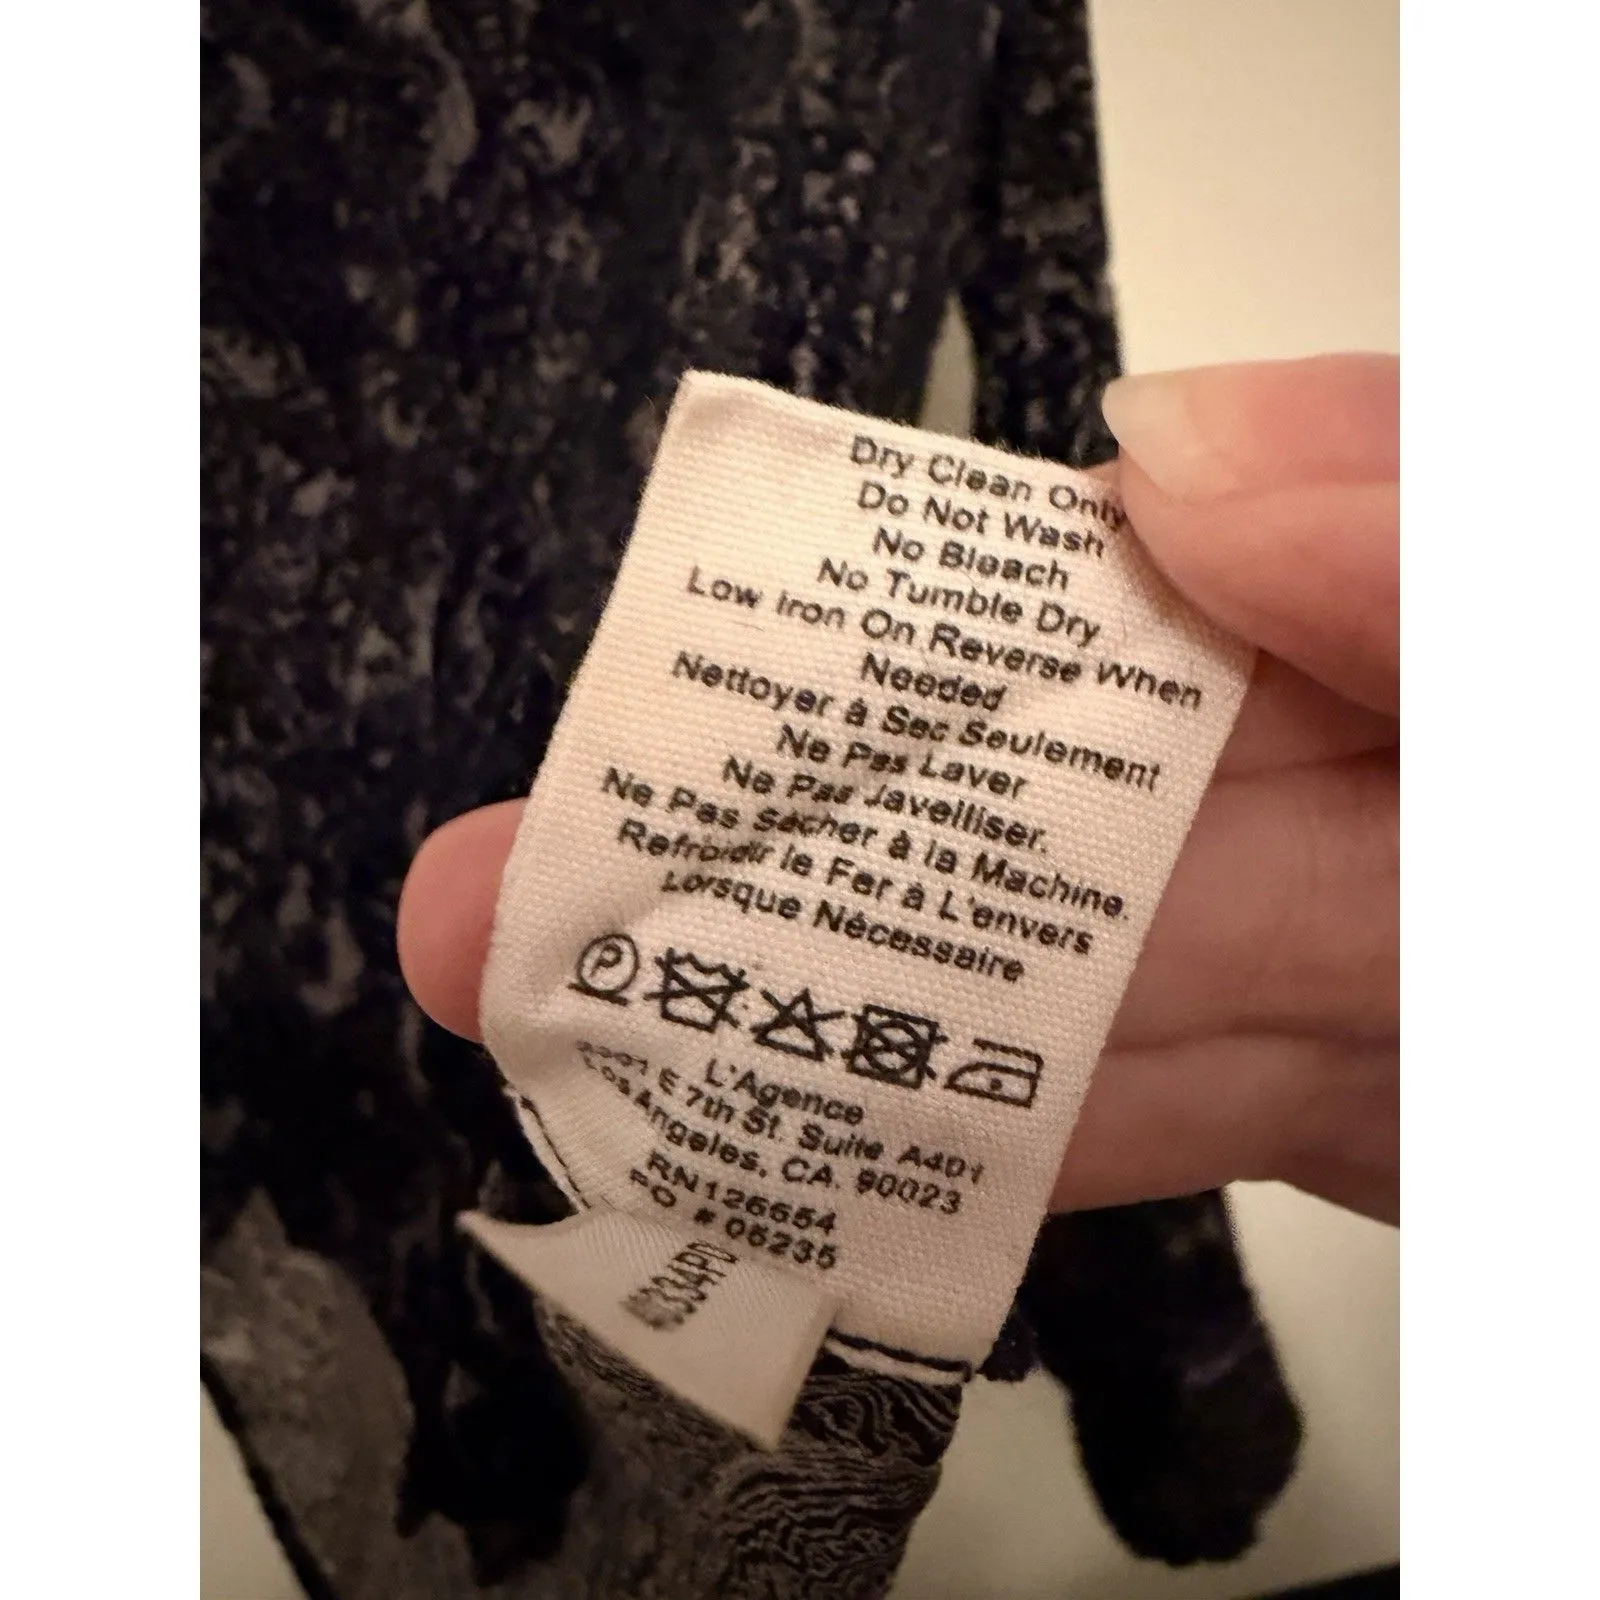 Dry Clean Only
Do Not Wash
No Bleach
No Tumble Dry
Low Iron On Reverse When
Needed
Nettoyer à Sec Seulement
Ne Pas Laver
Ne Pas Javelliser.
Ne Pas Sécher à la Machine.
Refroidir le Fer à L'envers
Lorsque Nécessaire
P
L'Agence
E 7th St. Suite A401
Los Angeles, CA. 90023
RN126654
PO # 05235